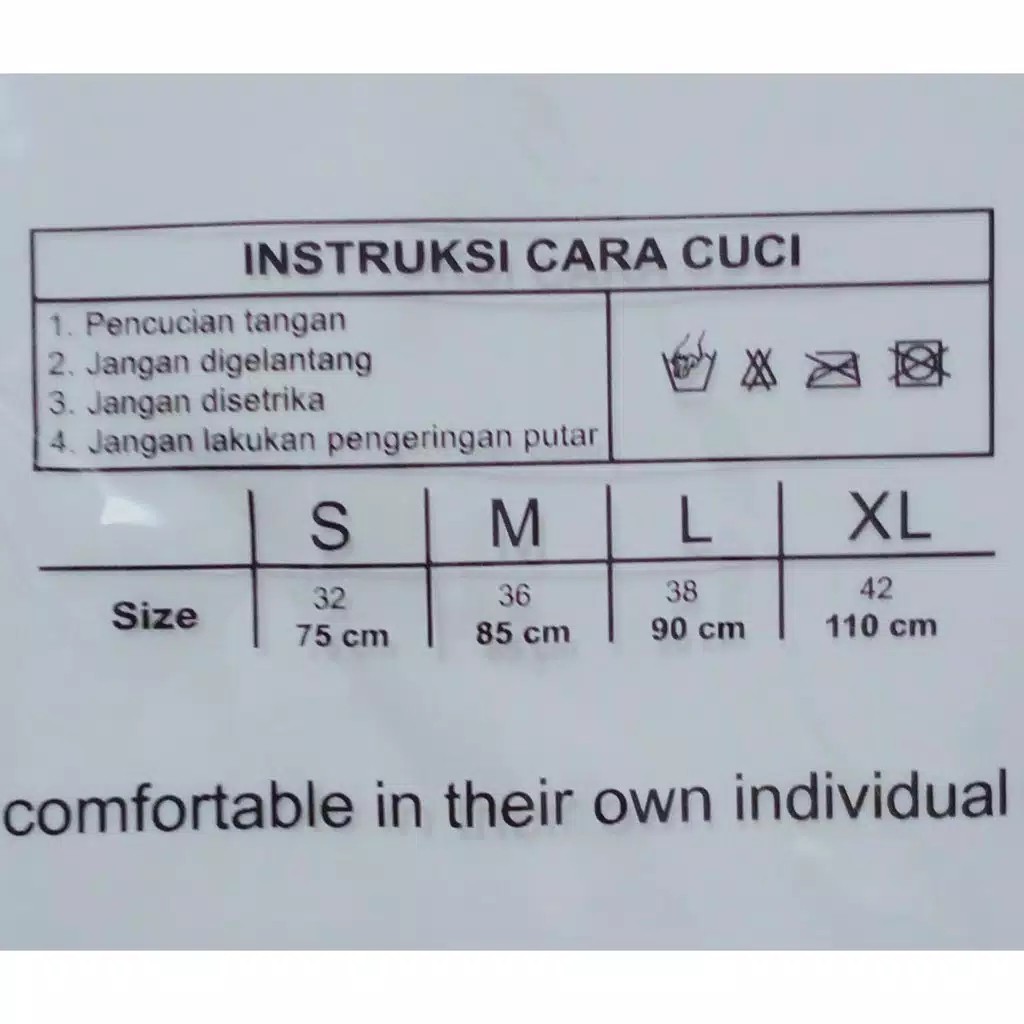 INSTRUKSI CARA CUCI
1. Pencucian tangan
2. Jangan digelantang
3. Jangan disetrika
4. Jangan lakukan pengeringan putar
S M L XL
Size
32 36 38 42
75 cm 85 cm 90 cm 110 cm
comfortable in their own individual